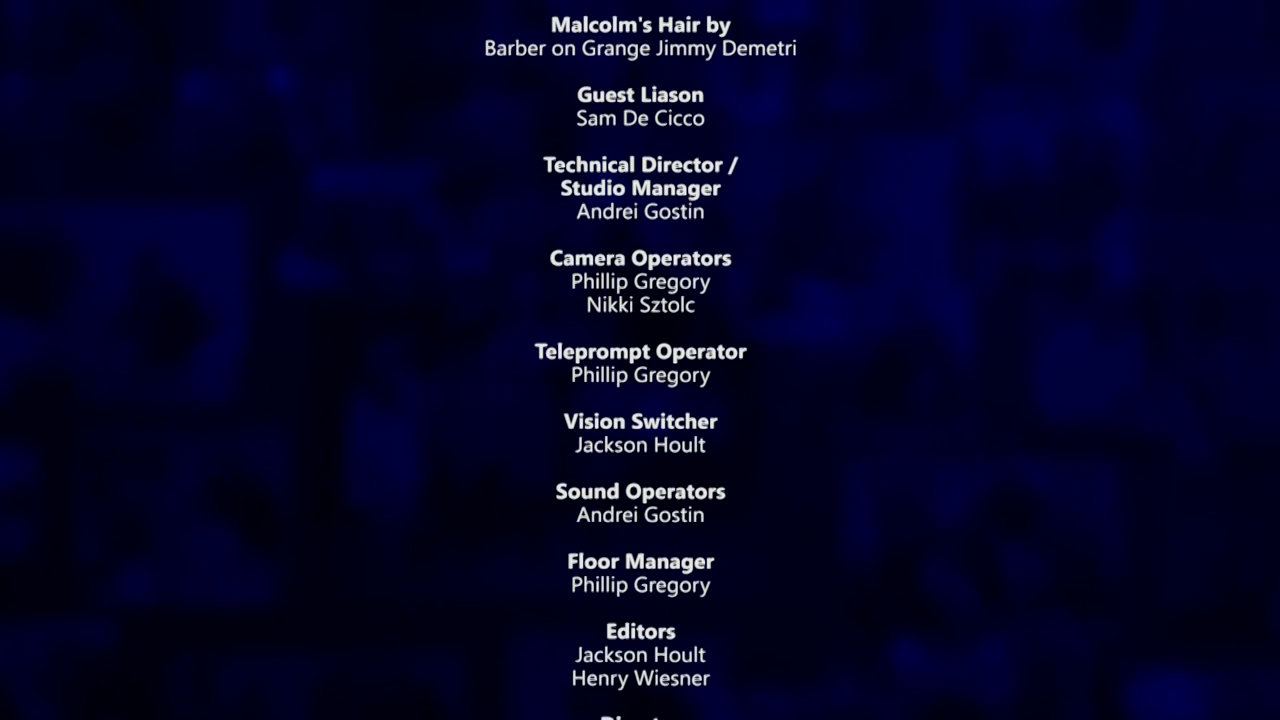 Malcolm's Hair by
Barber on Grange Jimmy Demetri
Guest Liason
Sam De Cicco
Technical Director /
Studio Manager
Andrei Gostin
Camera Operators
Phillip Gregory
Nikki Sztolc
Teleprompt Operator
Phillip Gregory
Vision Switcher
Jackson Hoult
Sound Operators
Andrei Gostin
Floor Manager
Phillip Gregory
Editors
Jackson Hoult
Henry Wiesner